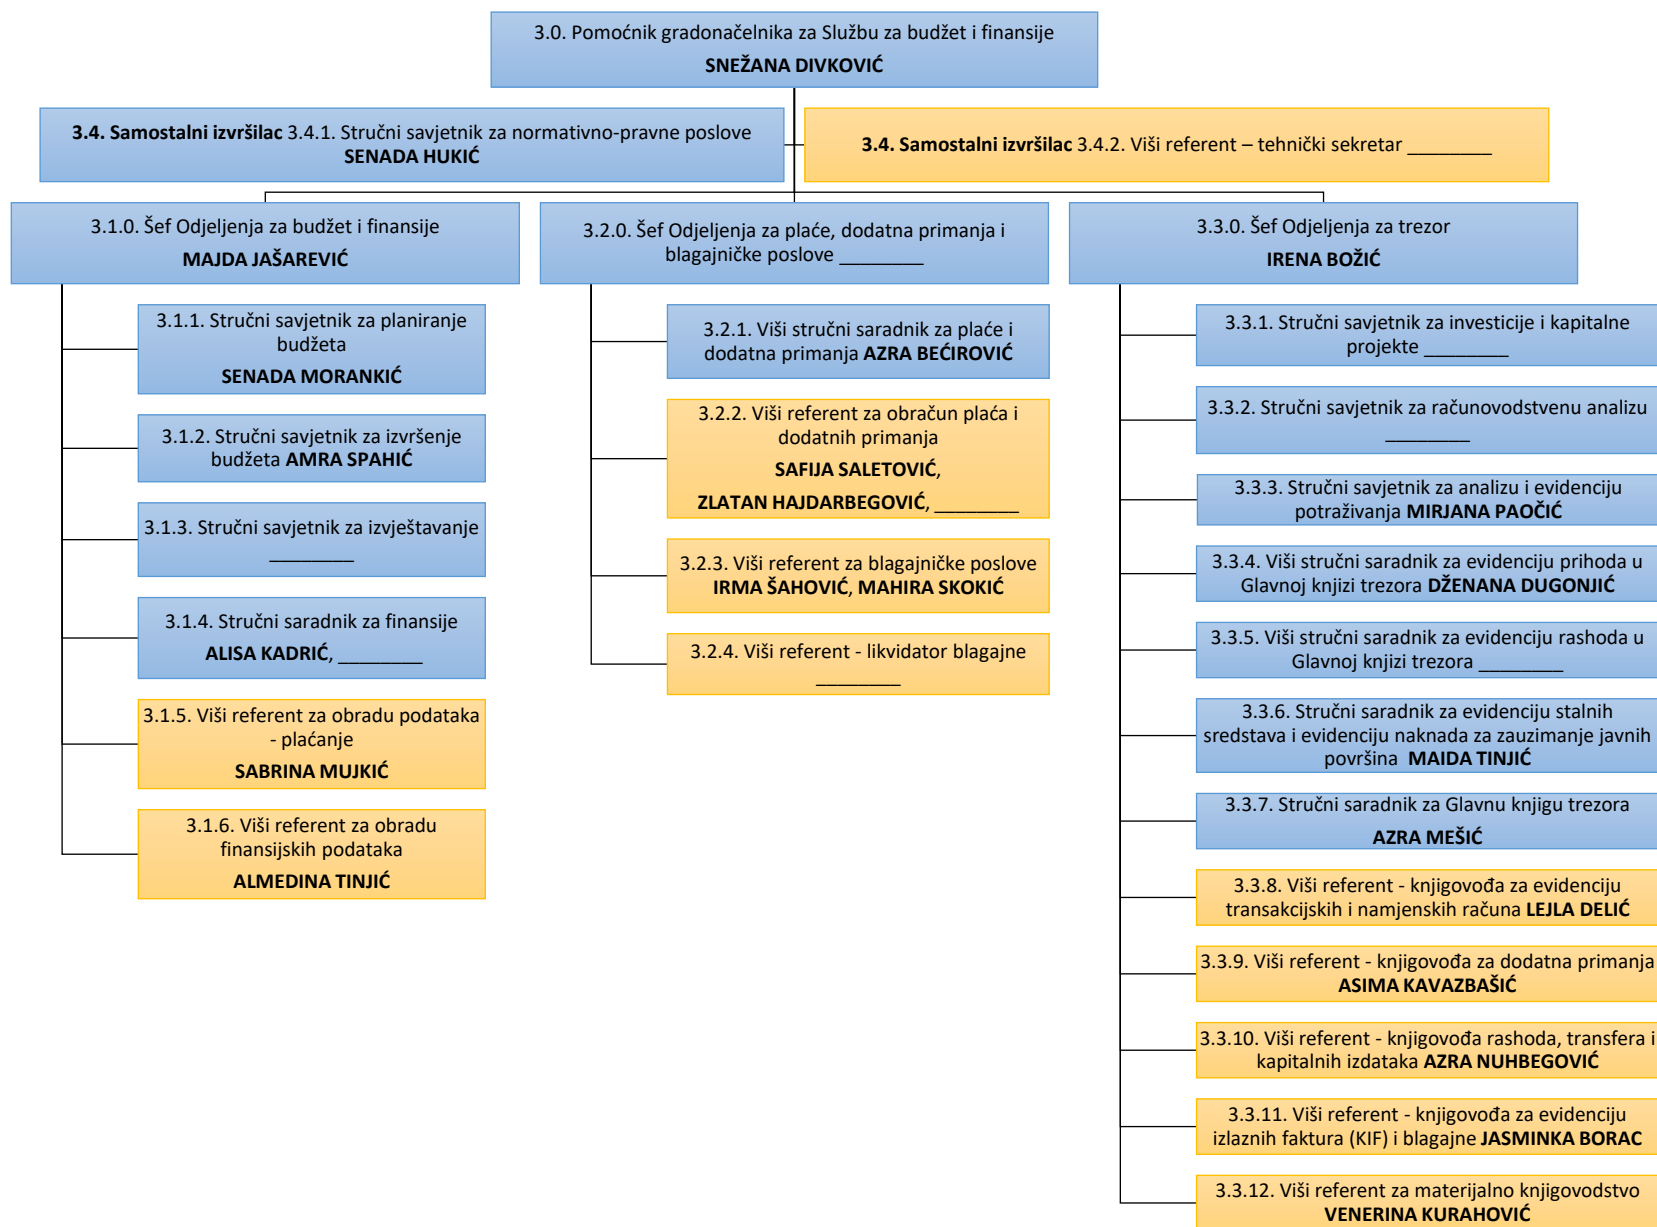 3.0. Pomoćnik gradonačelnika za Službu za budžet i finansije
SNEŽANA DIVKOVIĆ
3.4. Samostalni izvršilac 3.4.1. Stručni savjetnik za normativno-pravne poslove
SENADA HUKIĆ
3.4. Samostalni izvršilac 3.4.2. Viši referent – tehnički sekretar ________
3.1.0. Šef Odjeljenja za budžet i finansije
MAJDA JAŠAREVIĆ
3.1.1. Stručni savjetnik za planiranje
budžeta
SENADA MORANKIĆ
3.1.2. Stručni savjetnik za izvršenje
budžeta AMRA SPAHIĆ
3.1.3. Stručni savjetnik za izvještavanje
________
3.1.4. Stručni saradnik za finansije
ALISA KADRIĆ, ________
3.1.5. Viši referent za obradu podataka
- plaćanje
SABRINA MUJKIĆ
3.1.6. Viši referent za obradu
finansijskih podataka
ALMEDINA TINJIĆ
3.2.0. Šef Odjeljenja za plaće, dodatna primanja i
blagajničke poslove ________
3.2.1. Viši stručni saradnik za plaće i
dodatna primanja AZRA BEĆIROVIĆ
3.2.2. Viši referent za obračun plaća i
dodatnih primanja
SAFIJA SALETOVIĆ,
ZLATAN HAJDARBEGOVIĆ, ________
3.2.3. Viši referent za blagajničke poslove
IRMA ŠAHOVIĆ, MAHIRA SKOKIĆ
3.2.4. Viši referent - likvidator blagajne
________
3.3.0. Šef Odjeljenja za trezor
IRENA BOŽIĆ
3.3.1. Stručni savjetnik za investicije i kapitalne
projekte ________
3.3.2. Stručni savjetnik za računovodstvenu analizu
________
3.3.3. Stručni savjetnik za analizu i evidenciju
potraživanja MIRJANA PAOČIĆ
3.3.4. Viši stručni saradnik za evidenciju prihoda u
Glavnoj knjizi trezora DŽENANA DUGONJIĆ
3.3.5. Viši stručni saradnik za evidenciju rashoda u
Glavnoj knjizi trezora ________
3.3.6. Stručni saradnik za evidenciju stalnih
sredstava i evidenciju naknada za zauzimanje javnih
površina MAIDA TINJIĆ
3.3.7. Stručni saradnik za Glavnu knjigu trezora
AZRA MEŠIĆ
3.3.8. Viši referent - knjigovođa za evidenciju
transakcijskih i namjenskih računa LEJLA DELIĆ
3.3.9. Viši referent - knjigovođa za dodatna primanja
ASIMA KAVAZBAŠIĆ
3.3.10. Viši referent - knjigovođa rashoda, transfera i
kapitalnih izdataka AZRA NUHBEGOVIĆ
3.3.11. Viši referent - knjigovođa za evidenciju
izlaznih faktura (KIF) i blagajne JASMINKA BORAC
3.3.12. Viši referent za materijalno knjigovodstvo
VENERINA KURAHOVIĆ